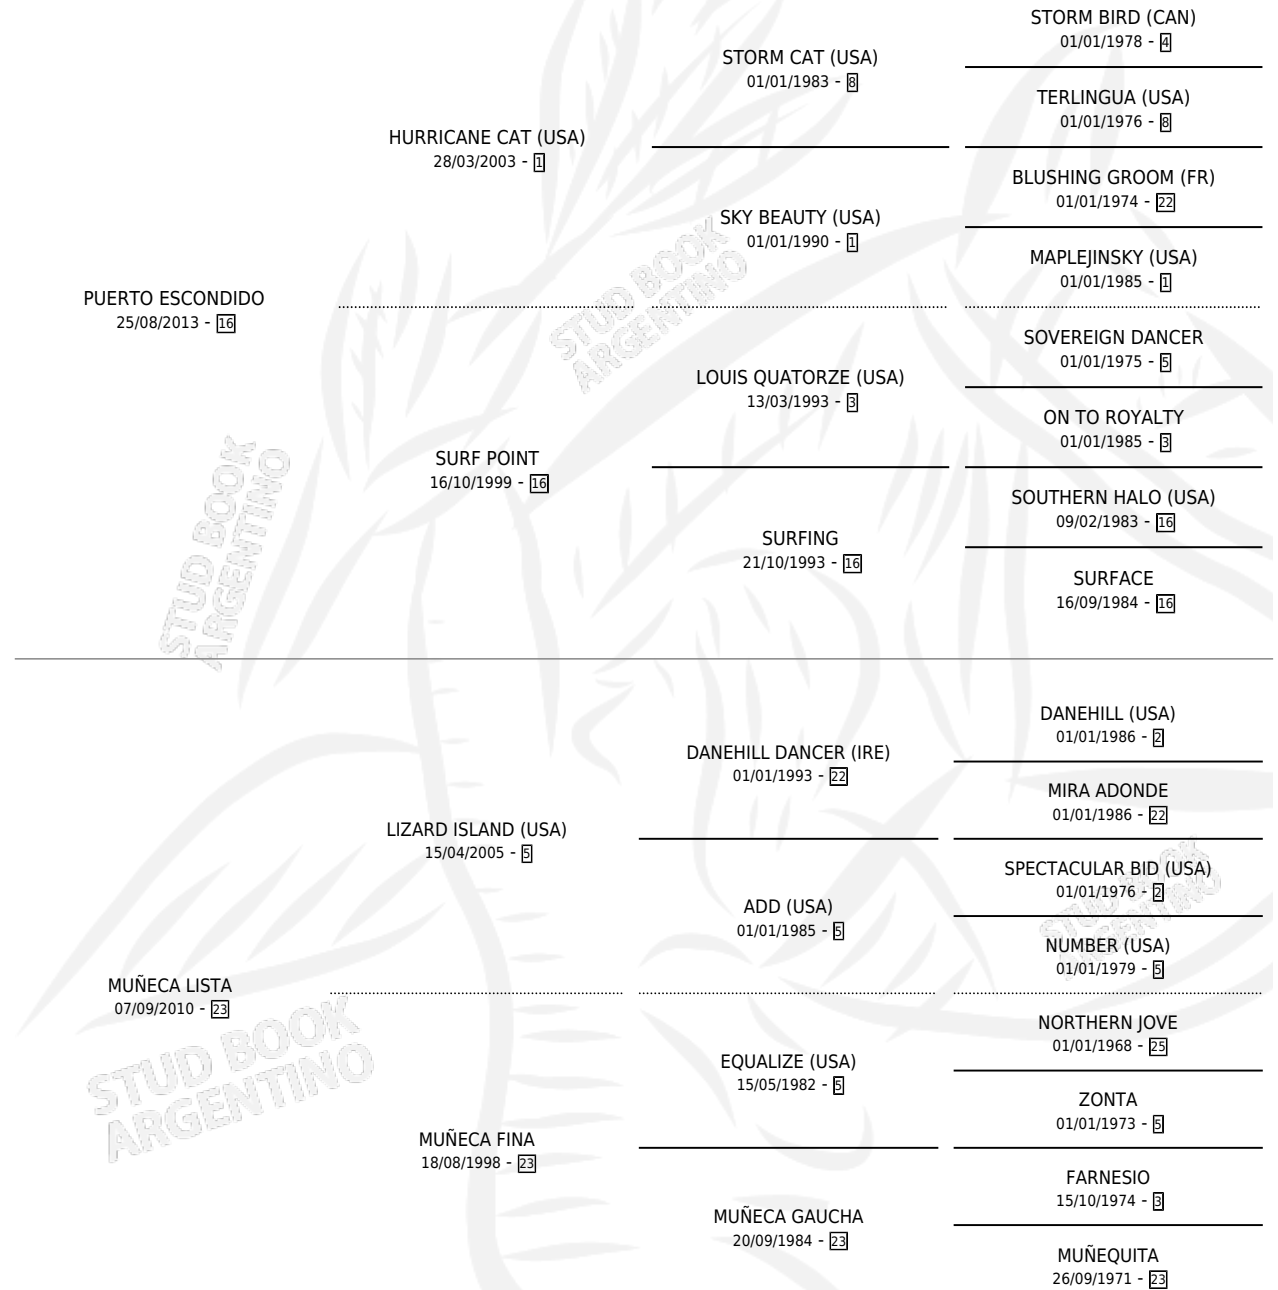 STORM BIRD (CAN)
01/01/1978 - 4
STORM CAT (USA)
01/01/1983 - 8
TERLINGUA (USA)
01/01/1976 - 8
HURRICANE CAT (USA)
28/03/2003 - 1
BLUSHING GROOM (FR)
01/01/1974 - 22
SKY BEAUTY (USA)
01/01/1990 - 1
MAPLEJINSKY (USA)
01/01/1985 - 1
PUERTO ESCONDIDO
25/08/2013 - 16
STUD BOOK
ARGENTINO
SOVEREIGN DANCER
01/01/1975 - 5
LOUIS QUATORZE (USA)
13/03/1993 - 3
ON TO ROYALTY
01/01/1985 - 3
SURF POINT
16/10/1999 - 16
SOUTHERN HALO (USA)
09/02/1983 - 16
SURFING
21/10/1993 - 16
SURFACE
16/09/1984 - 16
STUD BOOK
ARGENTINO
DANEHILL (USA)
01/01/1986 - 2
DANEHILL DANCER (IRE)
01/01/1993 - 22
MIRA ADONDE
01/01/1986 - 22
LIZARD ISLAND (USA)
15/04/2005 - 5
SPECTACULAR BID (USA)
01/01/1976 - 2
ADD (USA)
01/01/1985 - 5
STUD BOOK
ARGENTINO
NUMBER (USA)
01/01/1979 - 5
MUÑECA LISTA
07/09/2010 - 23
STUD BOOK
ARGENTINO
NORTHERN JOVE
01/01/1968 - 25
EQUALIZE (USA)
15/05/1982 - 5
ZONTA
01/01/1973 - 5
MUÑECA FINA
18/08/1998 - 23
FARNESIO
15/10/1974 - 3
MUÑECA GAUCHA
20/09/1984 - 23
MUÑEQUITA
26/09/1971 - 23